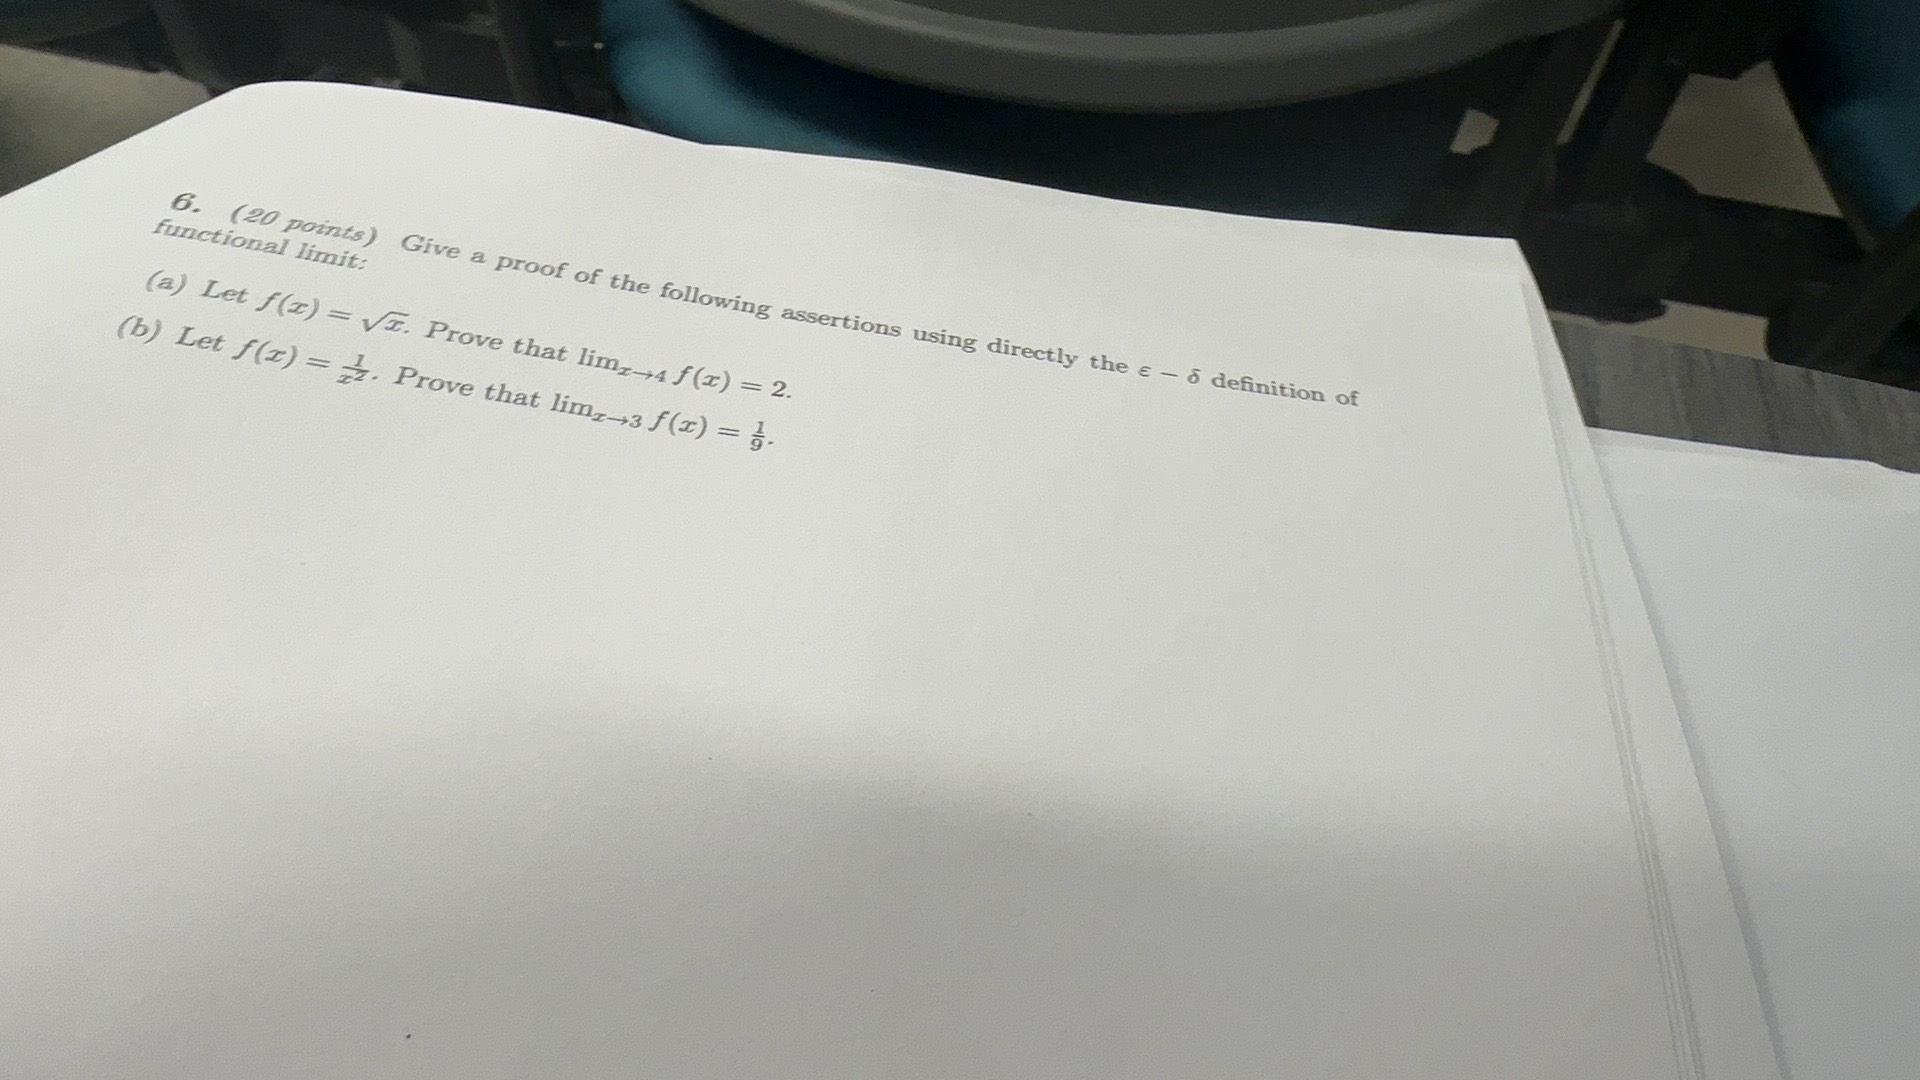 6. (20 points) Give a proof of the following assertions using directly the ε − δ definition of
functional limit:
(a) Let f(x) = √x. Prove that lim_{x→4} f(x) = 2.
(b) Let f(x) = 1/x². Prove that lim_{x→3} f(x) = 1/9.